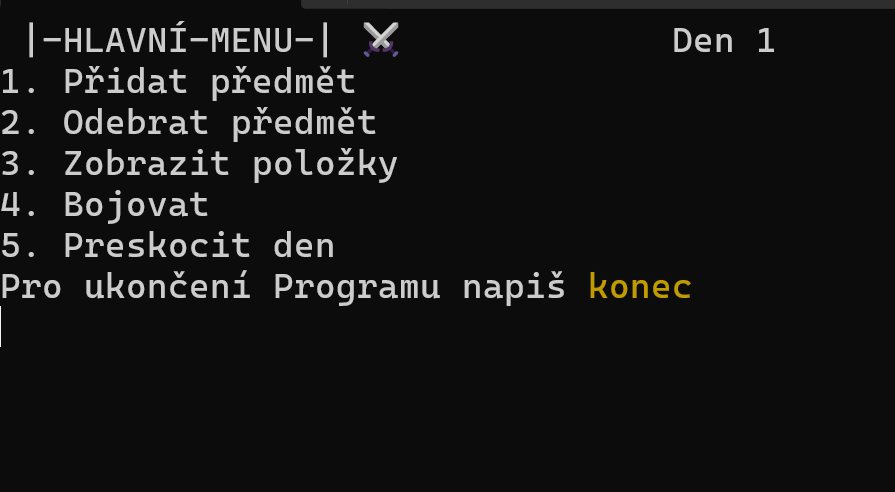 |-HLAVNÍ-MENU-| ⚔️ Den 1
1. Přidat předmět
2. Odebrat předmět
3. Zobrazit položky
4. Bojovat
5. Preskocit den
Pro ukončení Programu napiš konec